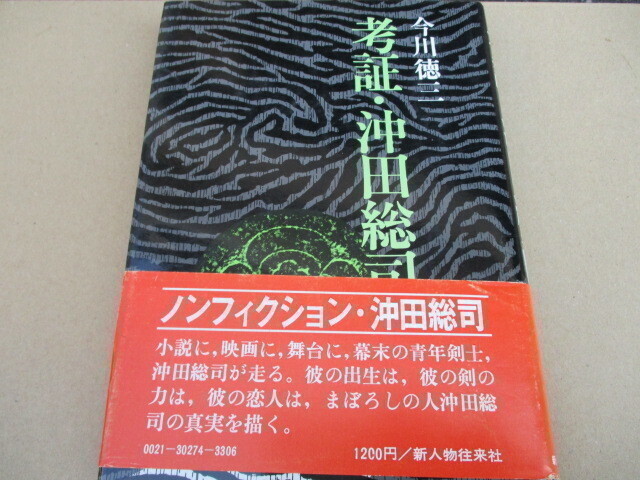 今川徳三
考証・沖田総司
ノンフィクション・沖田総司
小説に，映画に，舞台に，幕末の青年剣士，
沖田総司が走る。彼の出生は，彼の剣の
力は，彼の恋人は，まぼろしの人沖田総
司の真実を描く。
0021−30274−3306
1200円／新人物往来社